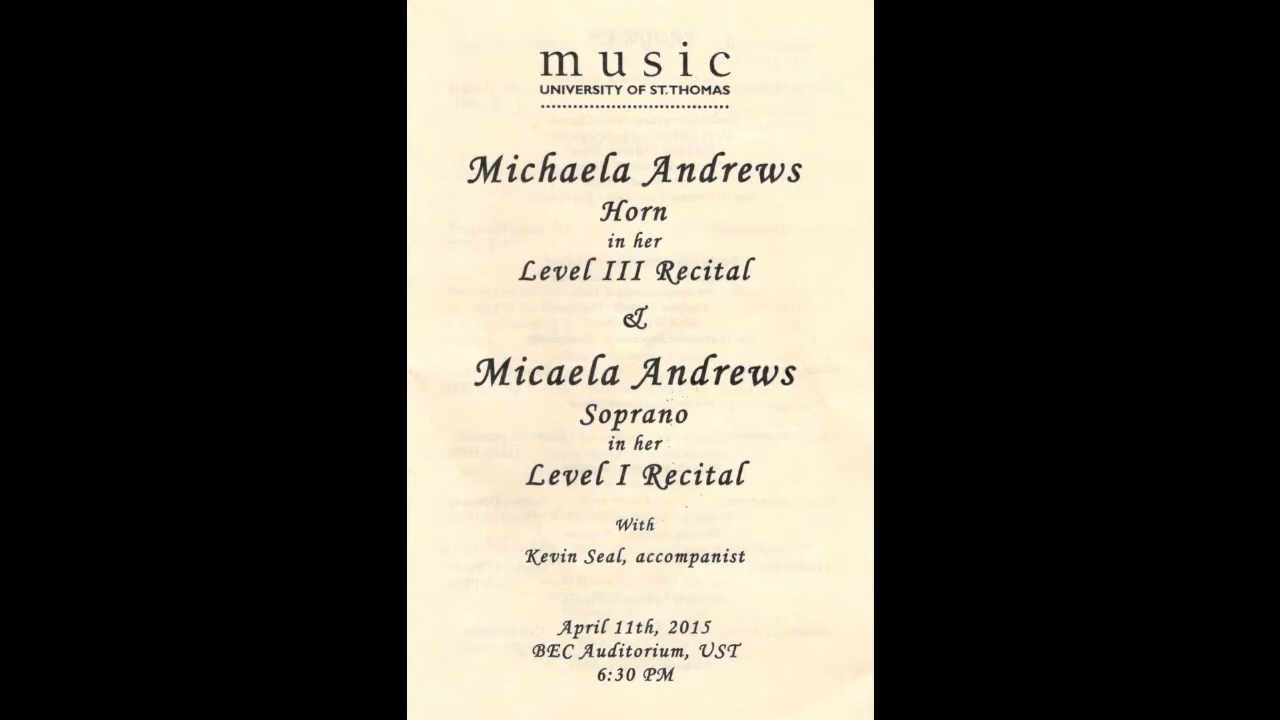 music
UNIVERSITY OF ST. THOMAS
Michaela Andrews
Horn
in her
Level III Recital
&
Micaela Andrews
Soprano
in her
Level I Recital
With
Kevin Seal, accompanist
April 11th, 2015
BEC Auditorium, UST
6:30 PM